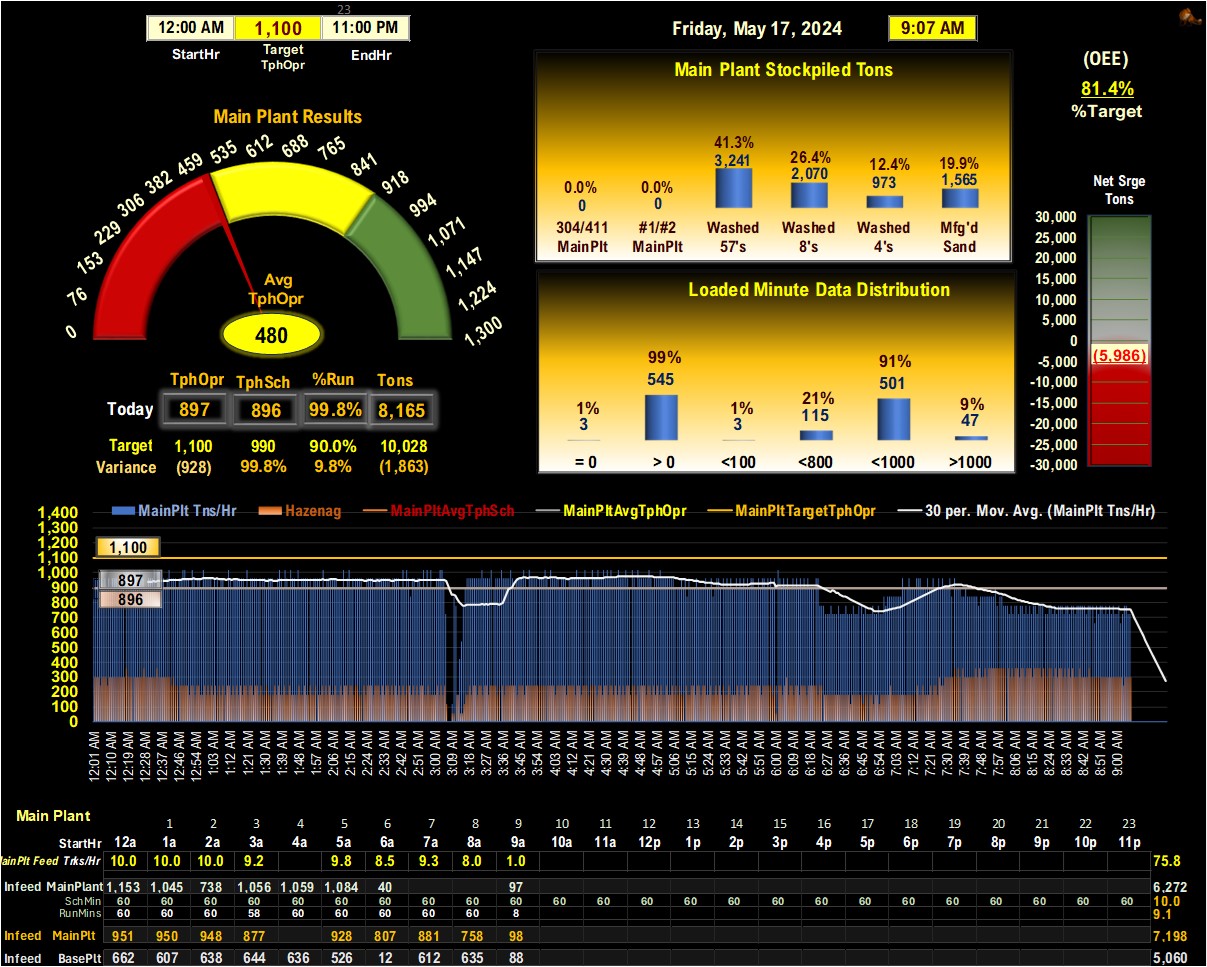 23
12:00 AM 1,100 11:00 PM
StartHr Target TphOpr EndHr
Friday, May 17, 2024 9:07 AM
(OEE)
81.4%
%Target
Main Plant Results
0 76 153 229 306 382 459 535 612 688 765 841 918 994 1,071 1,147 1,224 1,300
Avg
TphOpr
480
TphOpr TphSch %Run Tons
Today 897 896 99.8% 8,165
Target 1,100 990 90.0% 10,028
Variance (928) 99.8% 9.8% (1,863)
Main Plant Stockpiled Tons
0.0% 0.0% 41.3% 26.4% 12.4% 19.9%
0 0 3,241 2,070 973 1,565
304/411 #1/#2 Washed Washed Washed Mfg'd
MainPlt MainPlt 57's 8's 4's Sand
Loaded Minute Data Distribution
1% 99% 1% 21% 91% 9%
3 545 3 115 501 47
= 0 > 0 <100 <800 <1000 >1000
Net Srge
Tons
30,000
25,000
20,000
15,000
10,000
5,000
0
-5,000
(5,986)
-10,000
-15,000
-20,000
-25,000
-30,000
MainPlt Tns/Hr Hazenag MainPltAvgTphSch MainPltAvgTphOpr MainPltTargetTphOpr 30 per. Mov. Avg. (MainPlt Tns/Hr)
1,400
1,300
1,200
1,100
1,000
900
800
700
600
500
400
300
200
100
0
1,100
897
896
12:01 AM 12:10 AM 12:19 AM 12:28 AM 12:37 AM 12:46 AM 12:54 AM 1:03 AM 1:12 AM 1:21 AM 1:30 AM 1:39 AM 1:48 AM 1:57 AM 2:06 AM 2:15 AM 2:24 AM 2:33 AM 2:42 AM 2:51 AM 3:00 AM 3:09 AM 3:18 AM 3:27 AM 3:36 AM 3:45 AM 3:54 AM 4:03 AM 4:12 AM 4:21 AM 4:30 AM 4:39 AM 4:48 AM 4:57 AM 5:06 AM 5:15 AM 5:24 AM 5:33 AM 5:42 AM 5:51 AM 6:00 AM 6:09 AM 6:18 AM 6:27 AM 6:36 AM 6:45 AM 6:54 AM 7:03 AM 7:12 AM 7:21 AM 7:30 AM 7:39 AM 7:48 AM 7:57 AM 8:06 AM 8:15 AM 8:24 AM 8:33 AM 8:42 AM 8:51 AM 9:00 AM
Main Plant
1 2 3 4 5 6 7 8 9 10 11 12 13 14 15 16 17 18 19 20 21 22 23
StartHr 12a 1a 2a 3a 4a 5a 6a 7a 8a 9a 10a 11a 12p 1p 2p 3p 4p 5p 6p 7p 8p 9p 10p 11p
ainPlt Feed Trks/Hr 10.0 10.0 10.0 9.2 9.8 8.5 9.3 8.0 1.0 75.8
Infeed MainPlant 1,153 1,045 738 1,056 1,059 1,084 40 97 6,272
SchMin 60 60 60 60 60 60 60 60 60 60 60 60 60 60 60 60 60 60 60 60 60 60 60 60 10.0
RunMins 60 60 60 58 60 60 60 60 60 8 9.1
Infeed MainPlt 951 950 948 877 928 807 881 758 98 7,198
Infeed BasePlt 662 607 638 644 636 526 12 612 635 88 5,060